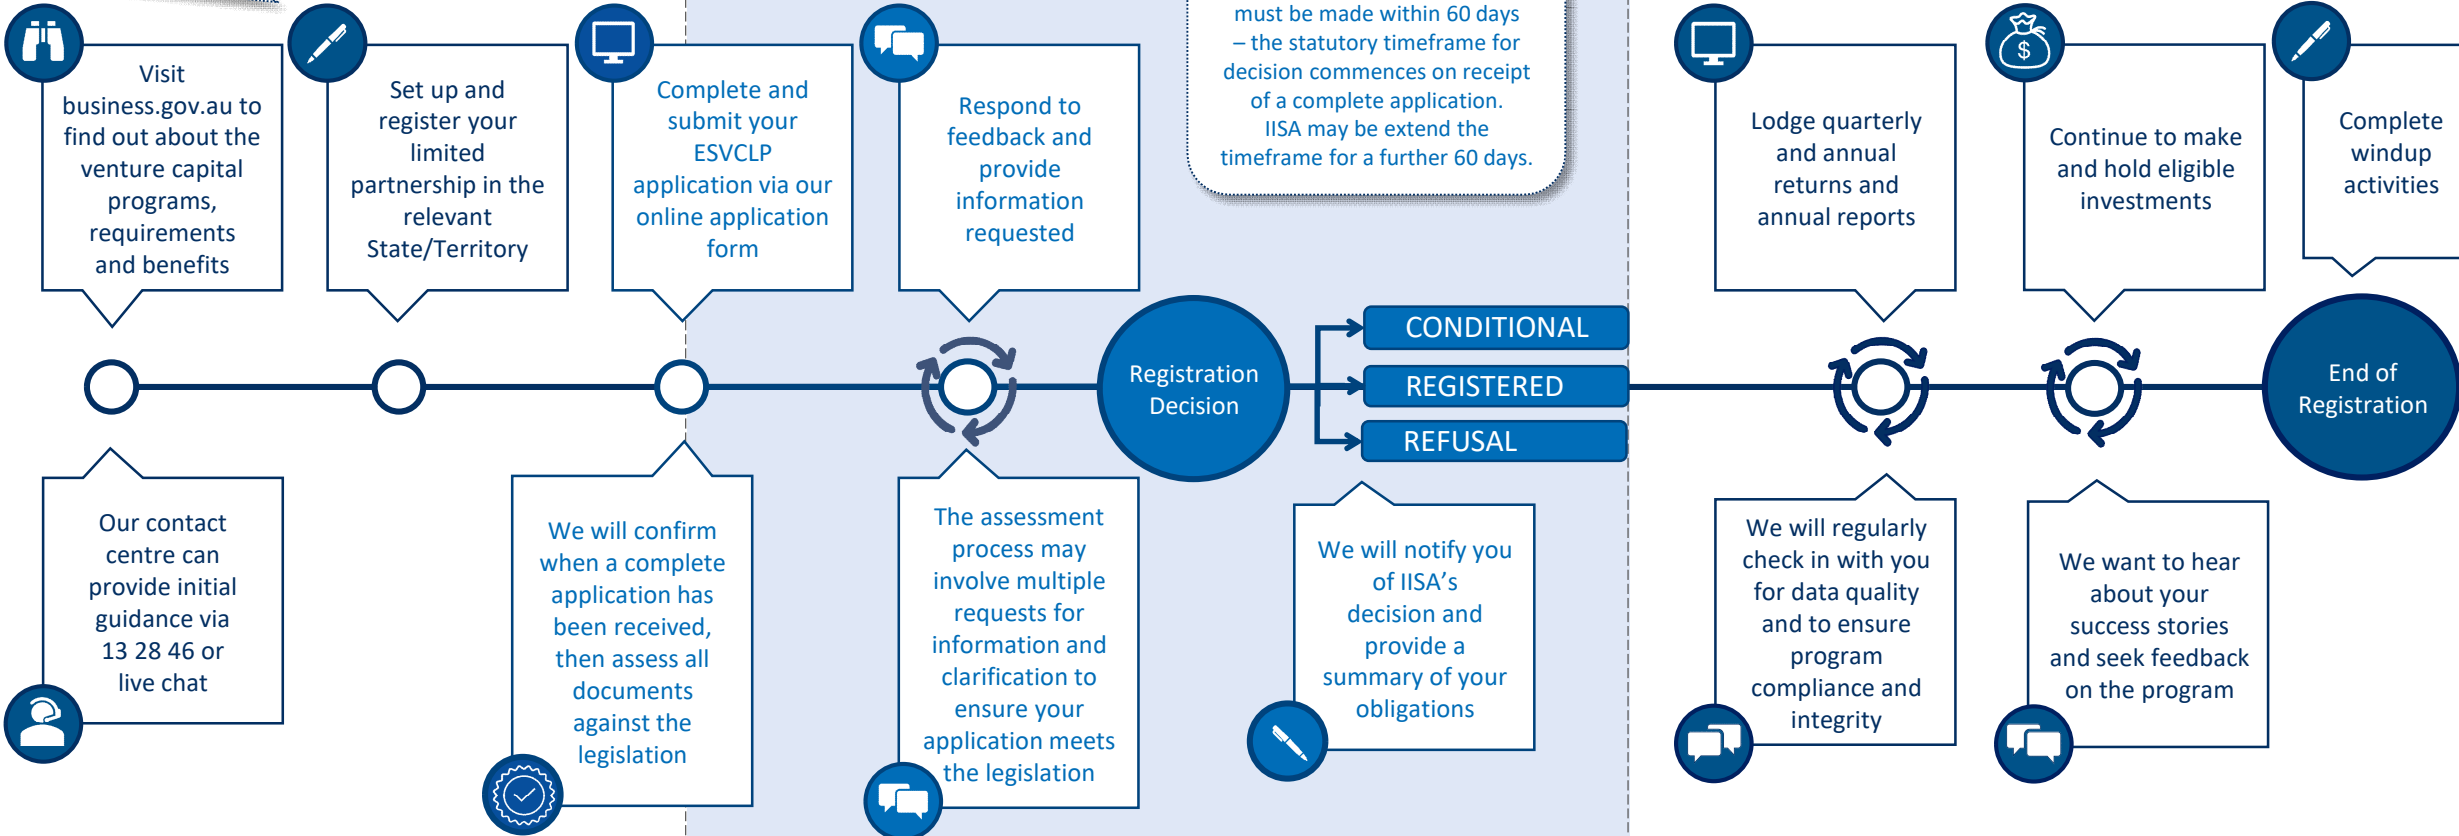 must be made within 60 days
– the statutory timeframe for
decision commences on receipt
of a complete application.
IISA may be extend the
timeframe for a further 60 days.
Visit
business.gov.au to
find out about the
venture capital
programs,
requirements
and benefits
Set up and
register your
limited
partnership in the
relevant
State/Territory
Complete and
submit your
ESVCLP
application via our
online application
form
Respond to
feedback and
provide
information
requested
Lodge quarterly
and annual
returns and
annual reports
$
Continue to make
and hold eligible
investments
Complete
windup
activities
Registration
Decision
CONDITIONAL
REGISTERED
REFUSAL
End of
Registration
Our contact
centre can
provide initial
guidance via
13 28 46 or
live chat
We will confirm
when a complete
application has
been received,
then assess all
documents
against the
legislation
The assessment
process may
involve multiple
requests for
information and
clarification to
ensure your
application meets
the legislation
We will notify you
of IISA's
decision and
provide a
summary of your
obligations
We will regularly
check in with you
for data quality
and to ensure
program
compliance and
integrity
We want to hear
about your
success stories
and seek feedback
on the program